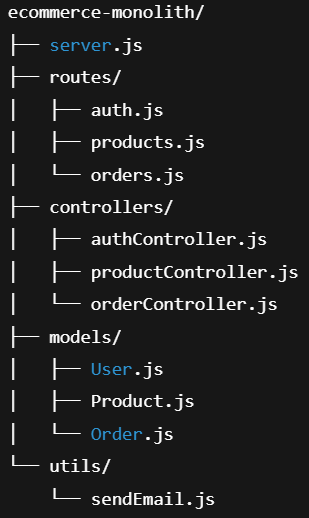 ecommerce-monolith/
├── server.js
├── routes/
│   ├── auth.js
│   ├── products.js
│   └── orders.js
├── controllers/
│   ├── authController.js
│   ├── productController.js
│   └── orderController.js
├── models/
│   ├── User.js
│   ├── Product.js
│   └── Order.js
└── utils/
    └── sendEmail.js